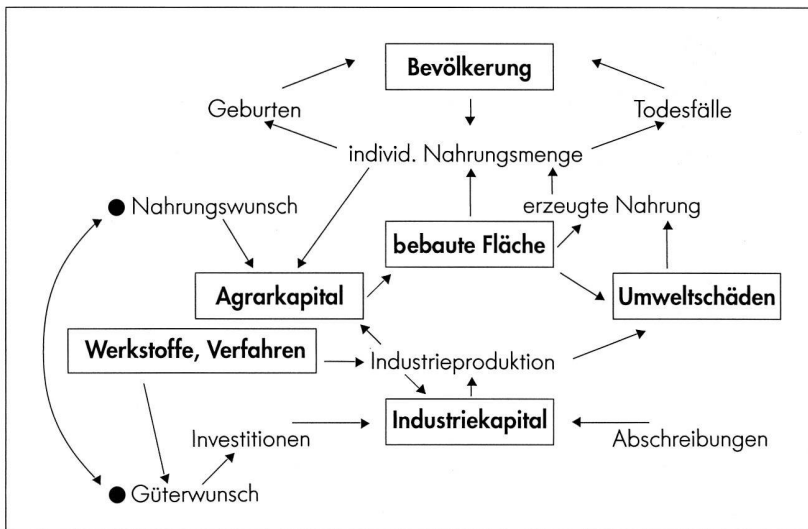 Bevölkerung
Geburten
Todesfälle
individ. Nahrungsmenge
Nahrungswunsch
erzeugte Nahrung
bebaute Fläche
Agrarkapital
Umweltschäden
Werkstoffe, Verfahren
Industrieproduktion
Industriekapital
Investitionen
Abschreibungen
Güterwunsch